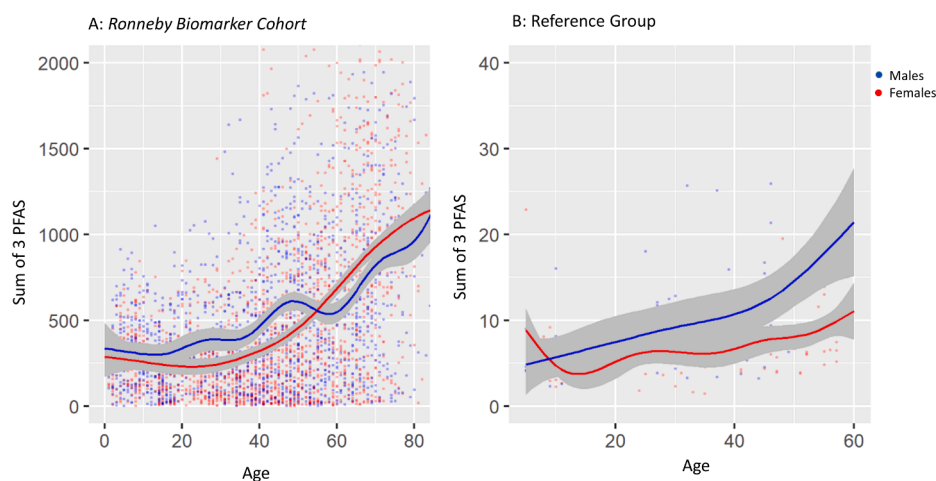 A: Ronneby Biomarker Cohort
B: Reference Group
2000
1500
1000
500
0
Sum of 3 PFAS
0 20 40 60 80
Age
40
30
20
10
0
Sum of 3 PFAS
20 40 60
Age
Males
Females